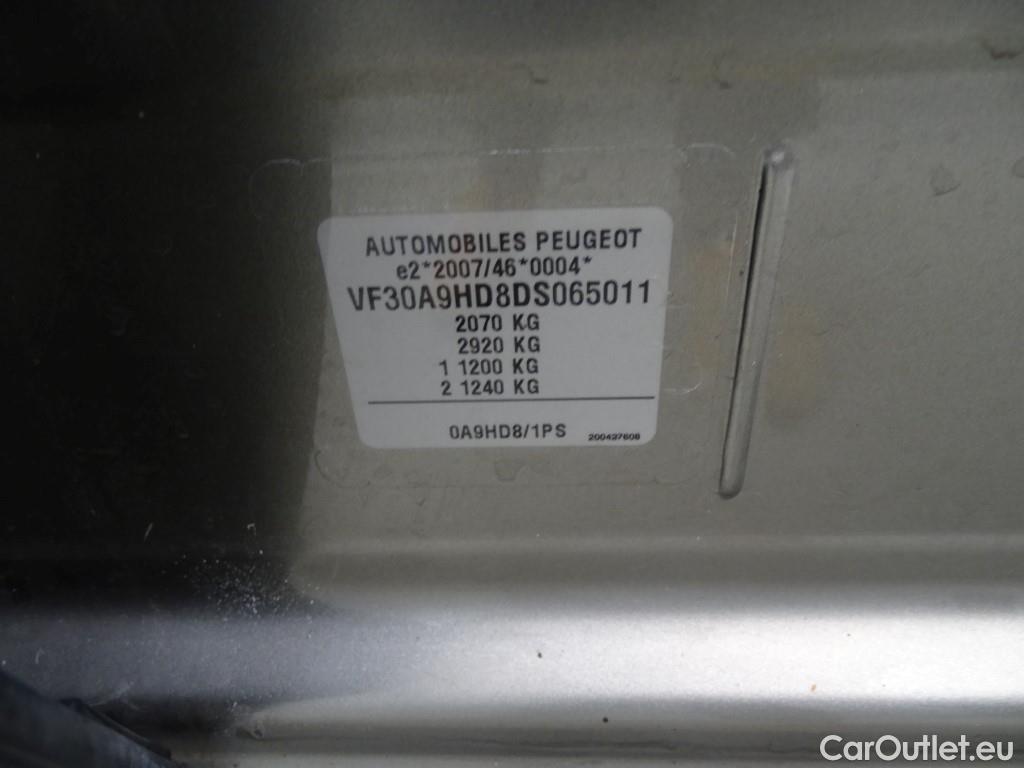 AUTOMOBILES PEUGEOT
e2*2007/46*0004*
VF30A9HD8DS065011
2070 KG
2920 KG
1 1200 KG
2 1240 KG
0A9HD8/1PS 200427608
CarOutlet.eu